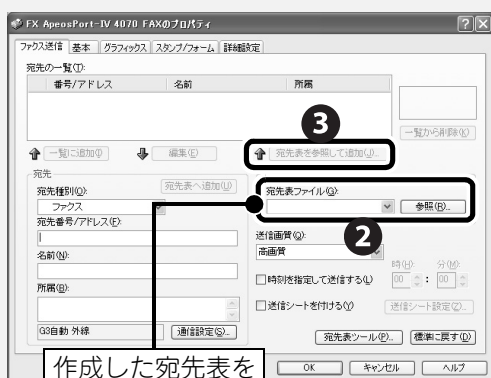 FX ApeosPort-IV 4070 FAXのプロパティ
ファクス送信 基本 グラフィックス スタンプ/フォーム 詳細設定
宛先の一覧(T):
番号/アドレス 名前 所属
3
一覧から削除(K)
一覧に追加(I) 編集(E) 宛先表を参照して追加(J)...
宛先
宛先種別(O): 宛先表へ追加(U)
ファクス
宛先番号/アドレス(F):
名前(N):
所属(B):
G3自動 外線 通信設定(S)...
宛先表ファイル(G):
参照(R)...
2
送信画質(Q):
高画質
時(H): 分(M):
時刻を指定して送信する(L) 00 : 00
送信シートを付ける(Y) 送信シート設定(Z)...
宛先表ツール(P)... 標準に戻す(D)
作成した宛先表を
OK キャンセル ヘルプ